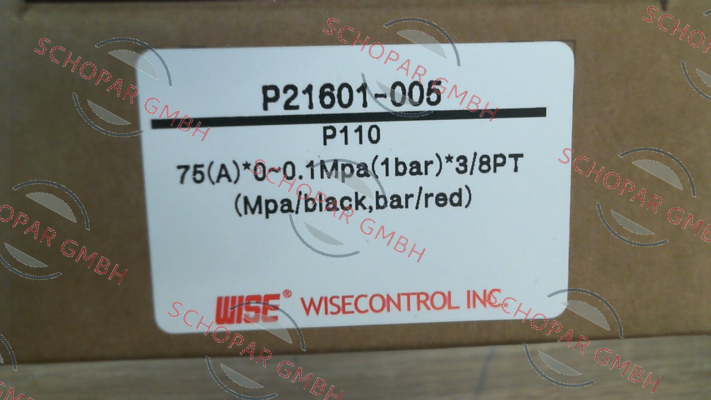 P21601-005
P110
75(A)*0~0.1Mpa(1bar)*3/8PT
(Mpa/black,bar/red)
WISE® WISECONTROL INC.
SCHOPAR GMBH
SCHOPAR GMBH
SCHOPAR GMBH
SCHOPAR GMBH
SCHOPAR GMBH
SCHOPAR GMBH
SCHOPAR GMBH